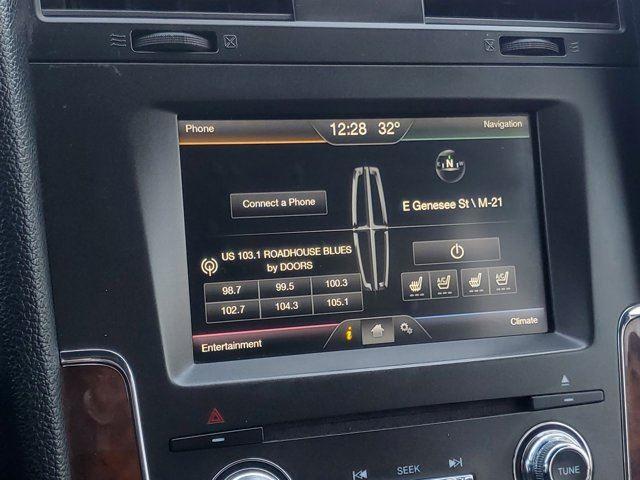 Phone
12:28 32°
Navigation
N
Connect a Phone
E Genesee St \ M-21
US 103.1 ROADHOUSE BLUES
by DOORS
98.7 99.5 100.3
102.7 104.3 105.1
A/C A/C
Entertainment
i
Climate
SEEK
TUNE